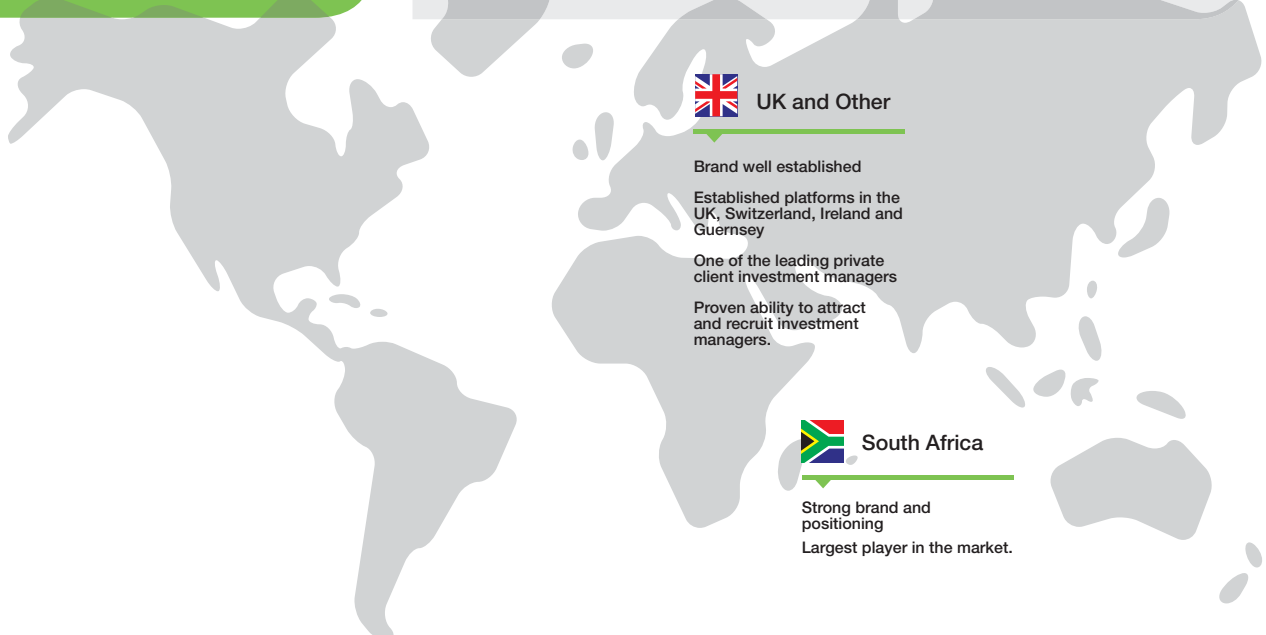 UK and Other
Brand well established
Established platforms in the
UK, Switzerland, Ireland and
Guernsey
One of the leading private
client investment managers
Proven ability to attract
and recruit investment
managers.
South Africa
Strong brand and
positioning
Largest player in the market.